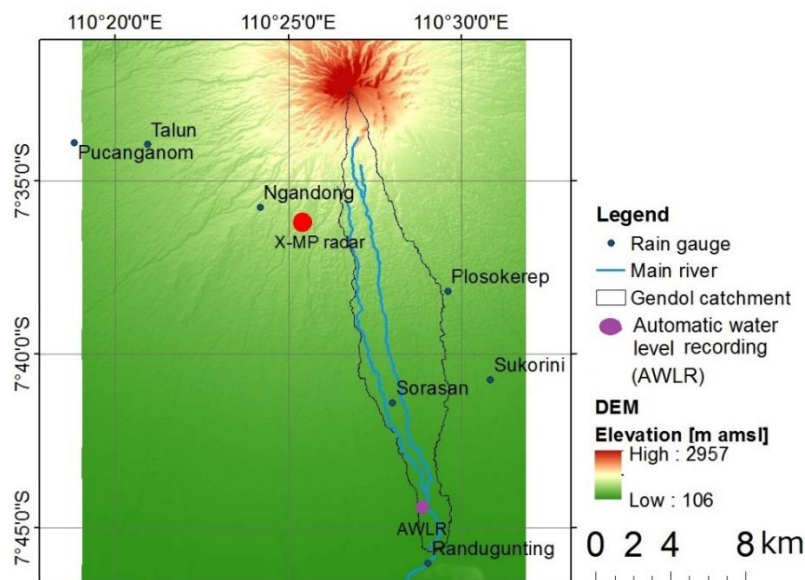 110°20'0"E 110°25'0"E 110°30'0"E
Talun
Pucanganom
7°35'0"S
Ngandong
X-MP radar
Plosokerep
7°40'0"S
Sukorini
Sorasan
7°45'0"S
AWLR
Randugunting
Legend
Rain gauge
Main river
Gendol catchment
Automatic water
level recording
(AWLR)
DEM
Elevation [m amsl]
High : 2957
Low : 106
0 2 4 8 km